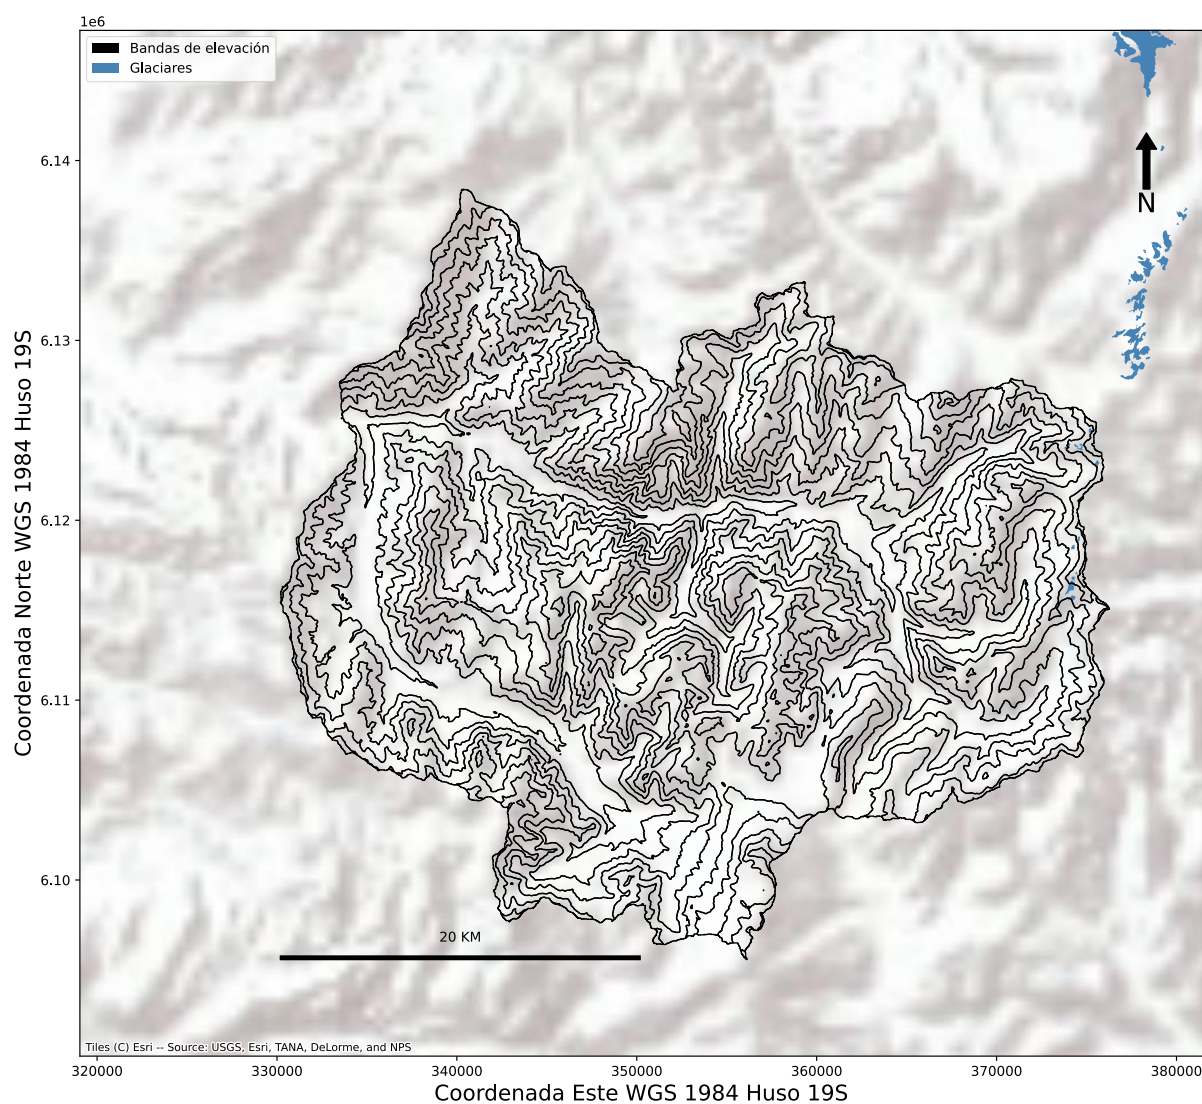 1e6
Bandas de elevación
Glaciares
6.14
N
6.13
6.12
6.11
6.10
Coordenada Norte WGS 1984 Huso 19S
20 KM
Tiles (C) Esri -- Source: USGS, Esri, TANA, DeLorme, and NPS
320000 330000 340000 350000 360000 370000 380000
Coordenada Este WGS 1984 Huso 19S